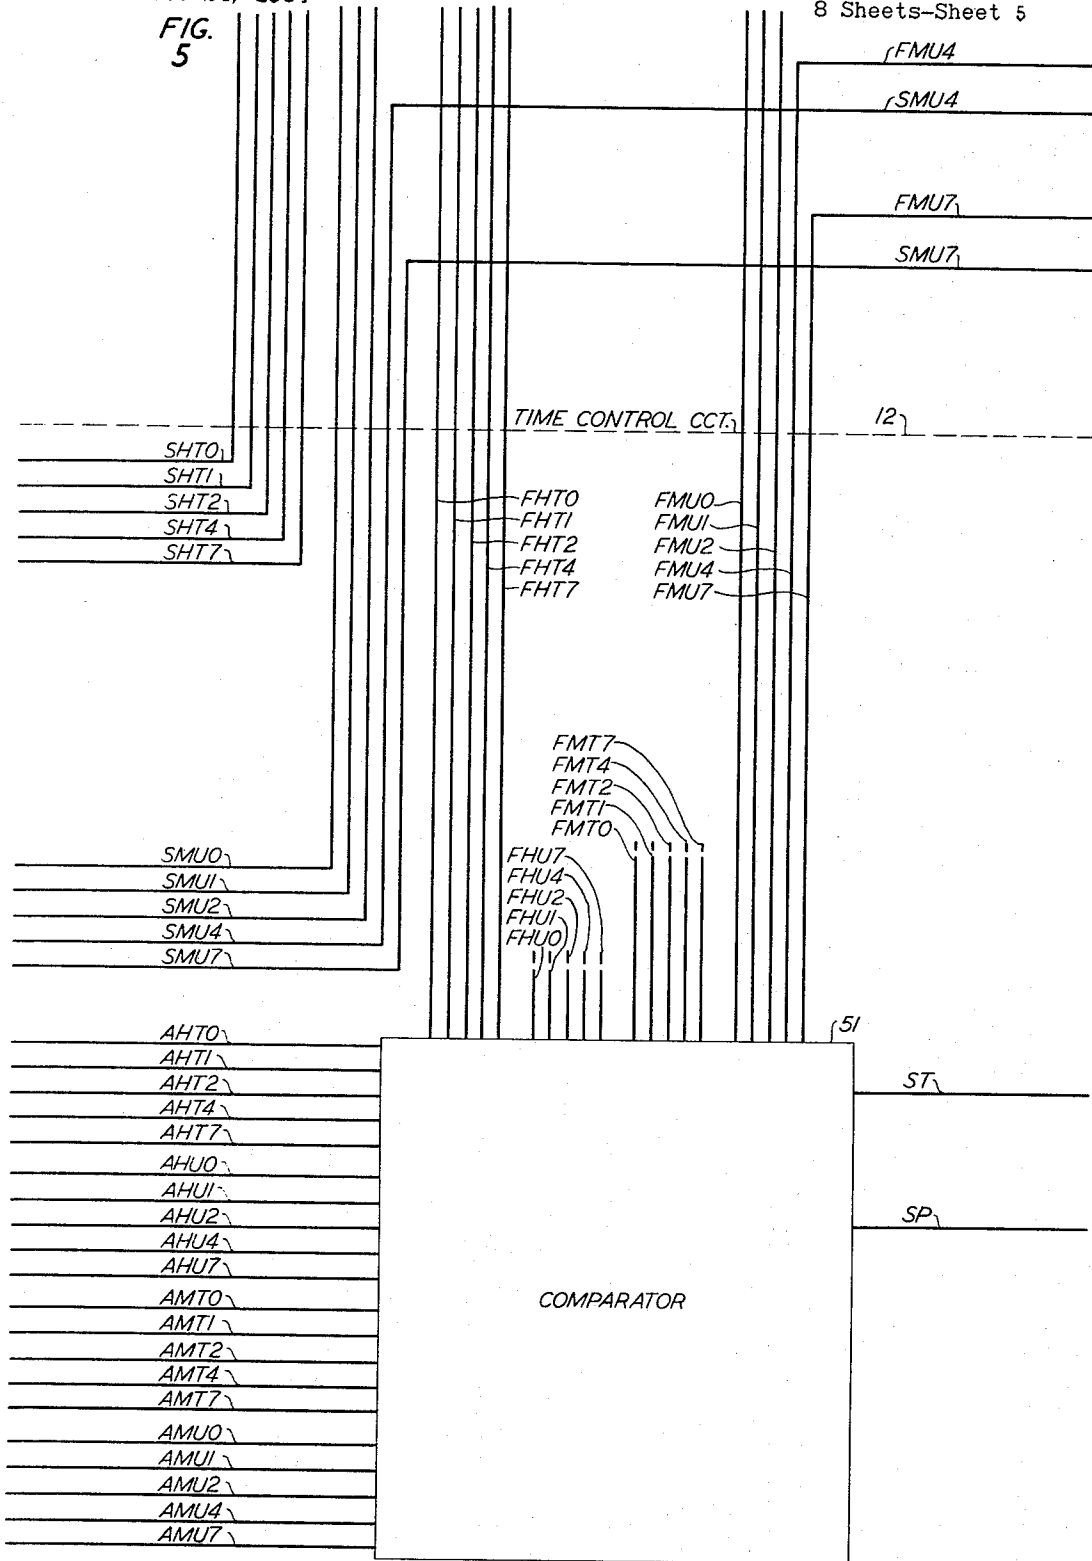 FIG.
5
8 Sheets-Sheet 5
FMU4
SMU4
FMU7
SMU7
TIME CONTROL CCT.
12
SHT0
SHT1
SHT2
SHT4
SHT7
FHT0
FHT1
FHT2
FHT4
FHT7
FMU0
FMU1
FMU2
FMU4
FMU7
FMT7
FMT4
FMT2
FMT1
FMT0
FHU7
FHU4
FHU2
FHU1
FHU0
SMU0
SMU1
SMU2
SMU4
SMU7
51
AHT0
AHT1
AHT2
AHT4
AHT7
AHU0
AHU1
AHU2
AHU4
AHU7
AMT0
AMT1
AMT2
AMT4
AMT7
AMU0
AMU1
AMU2
AMU4
AMU7
COMPARATOR
ST
SP